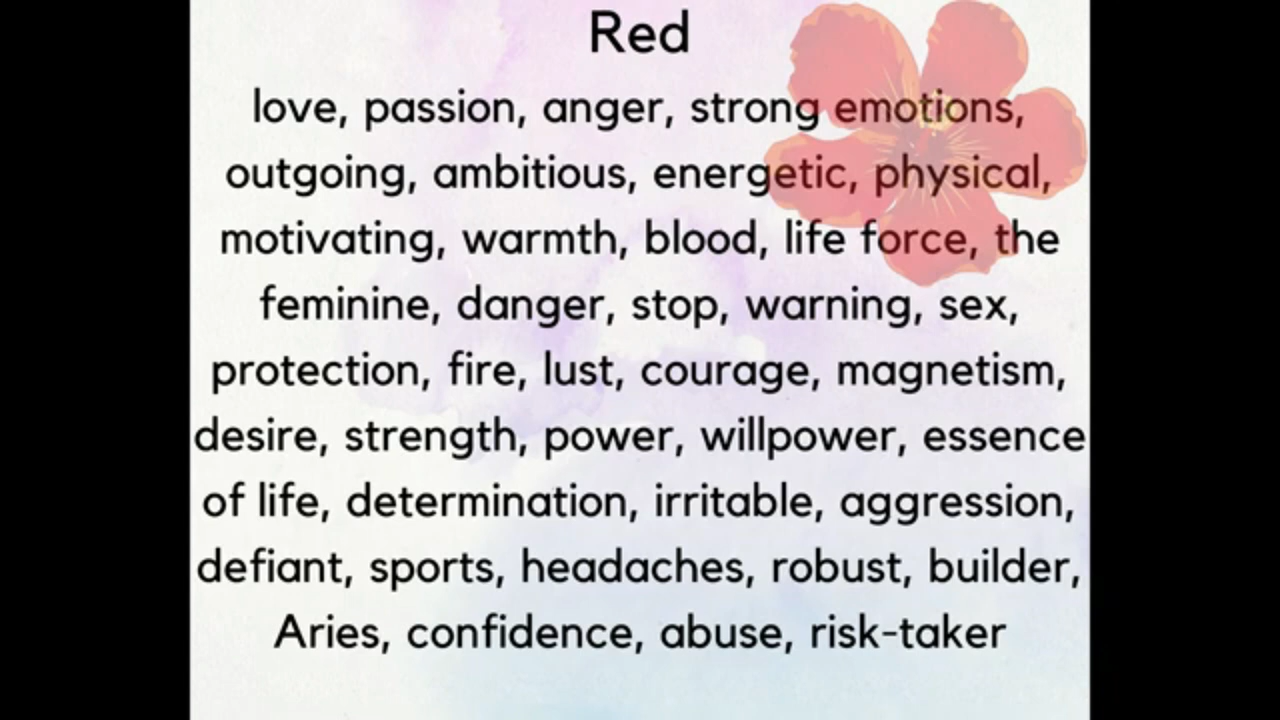 Red
love, passion, anger, strong emotions,
outgoing, ambitious, energetic, physical,
motivating, warmth, blood, life force, the
feminine, danger, stop, warning, sex,
protection, fire, lust, courage, magnetism,
desire, strength, power, willpower, essence
of life, determination, irritable, aggression,
defiant, sports, headaches, robust, builder,
Aries, confidence, abuse, risk-taker